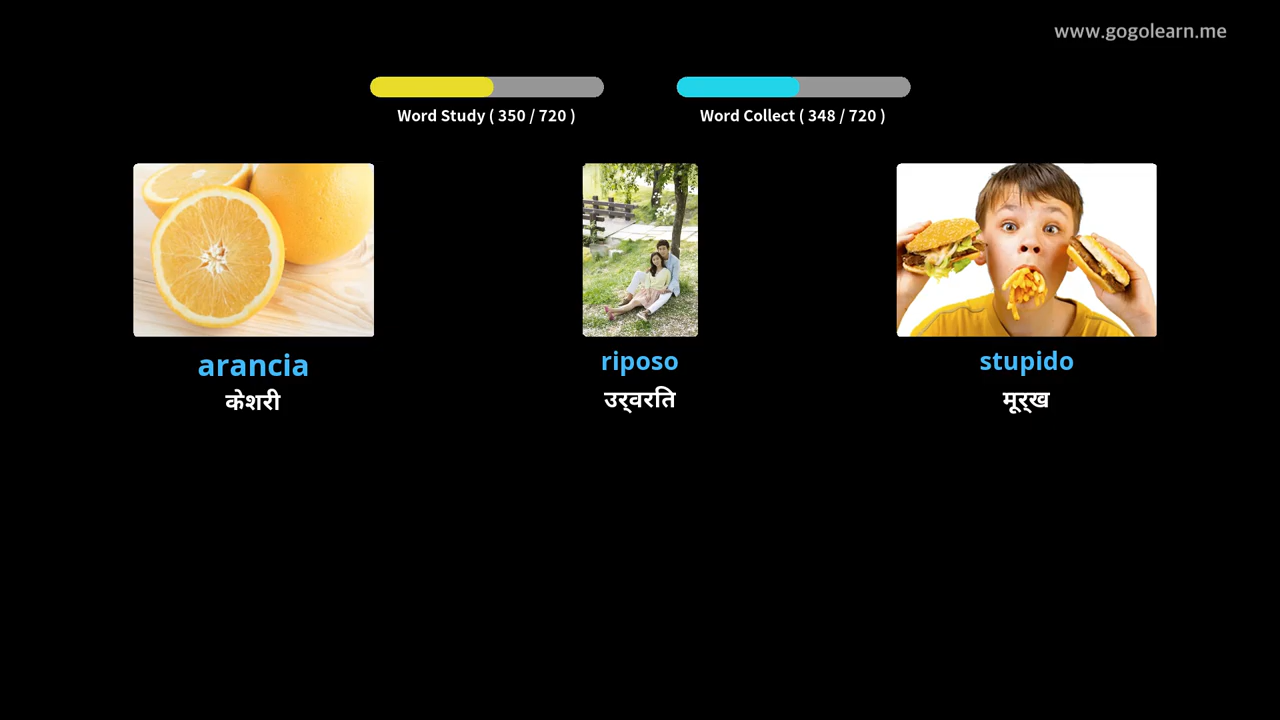 www.gogolearn.me
Word Study ( 350 / 720 )
Word Collect ( 348 / 720 )
arancia
riposo
stupido
केशरी
उर्वरति
मूर्ख